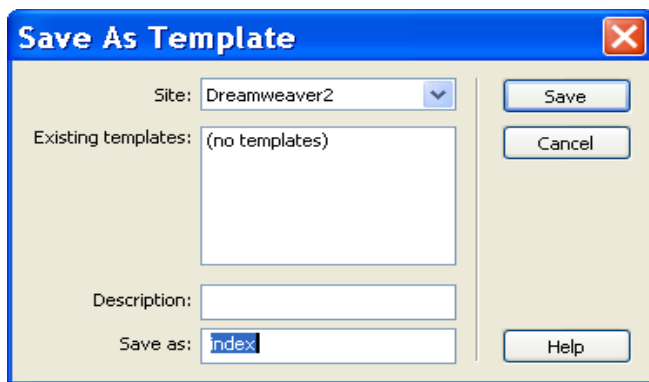 Save As Template
Site: Dreamweaver2 Save
Existing templates: (no templates) Cancel
Description:
Save as: index Help